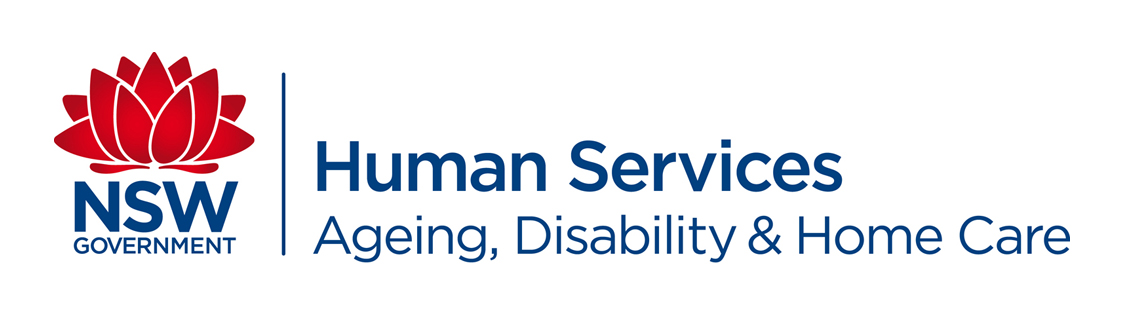 NSW
GOVERNMENT
Human Services
Ageing, Disability & Home Care